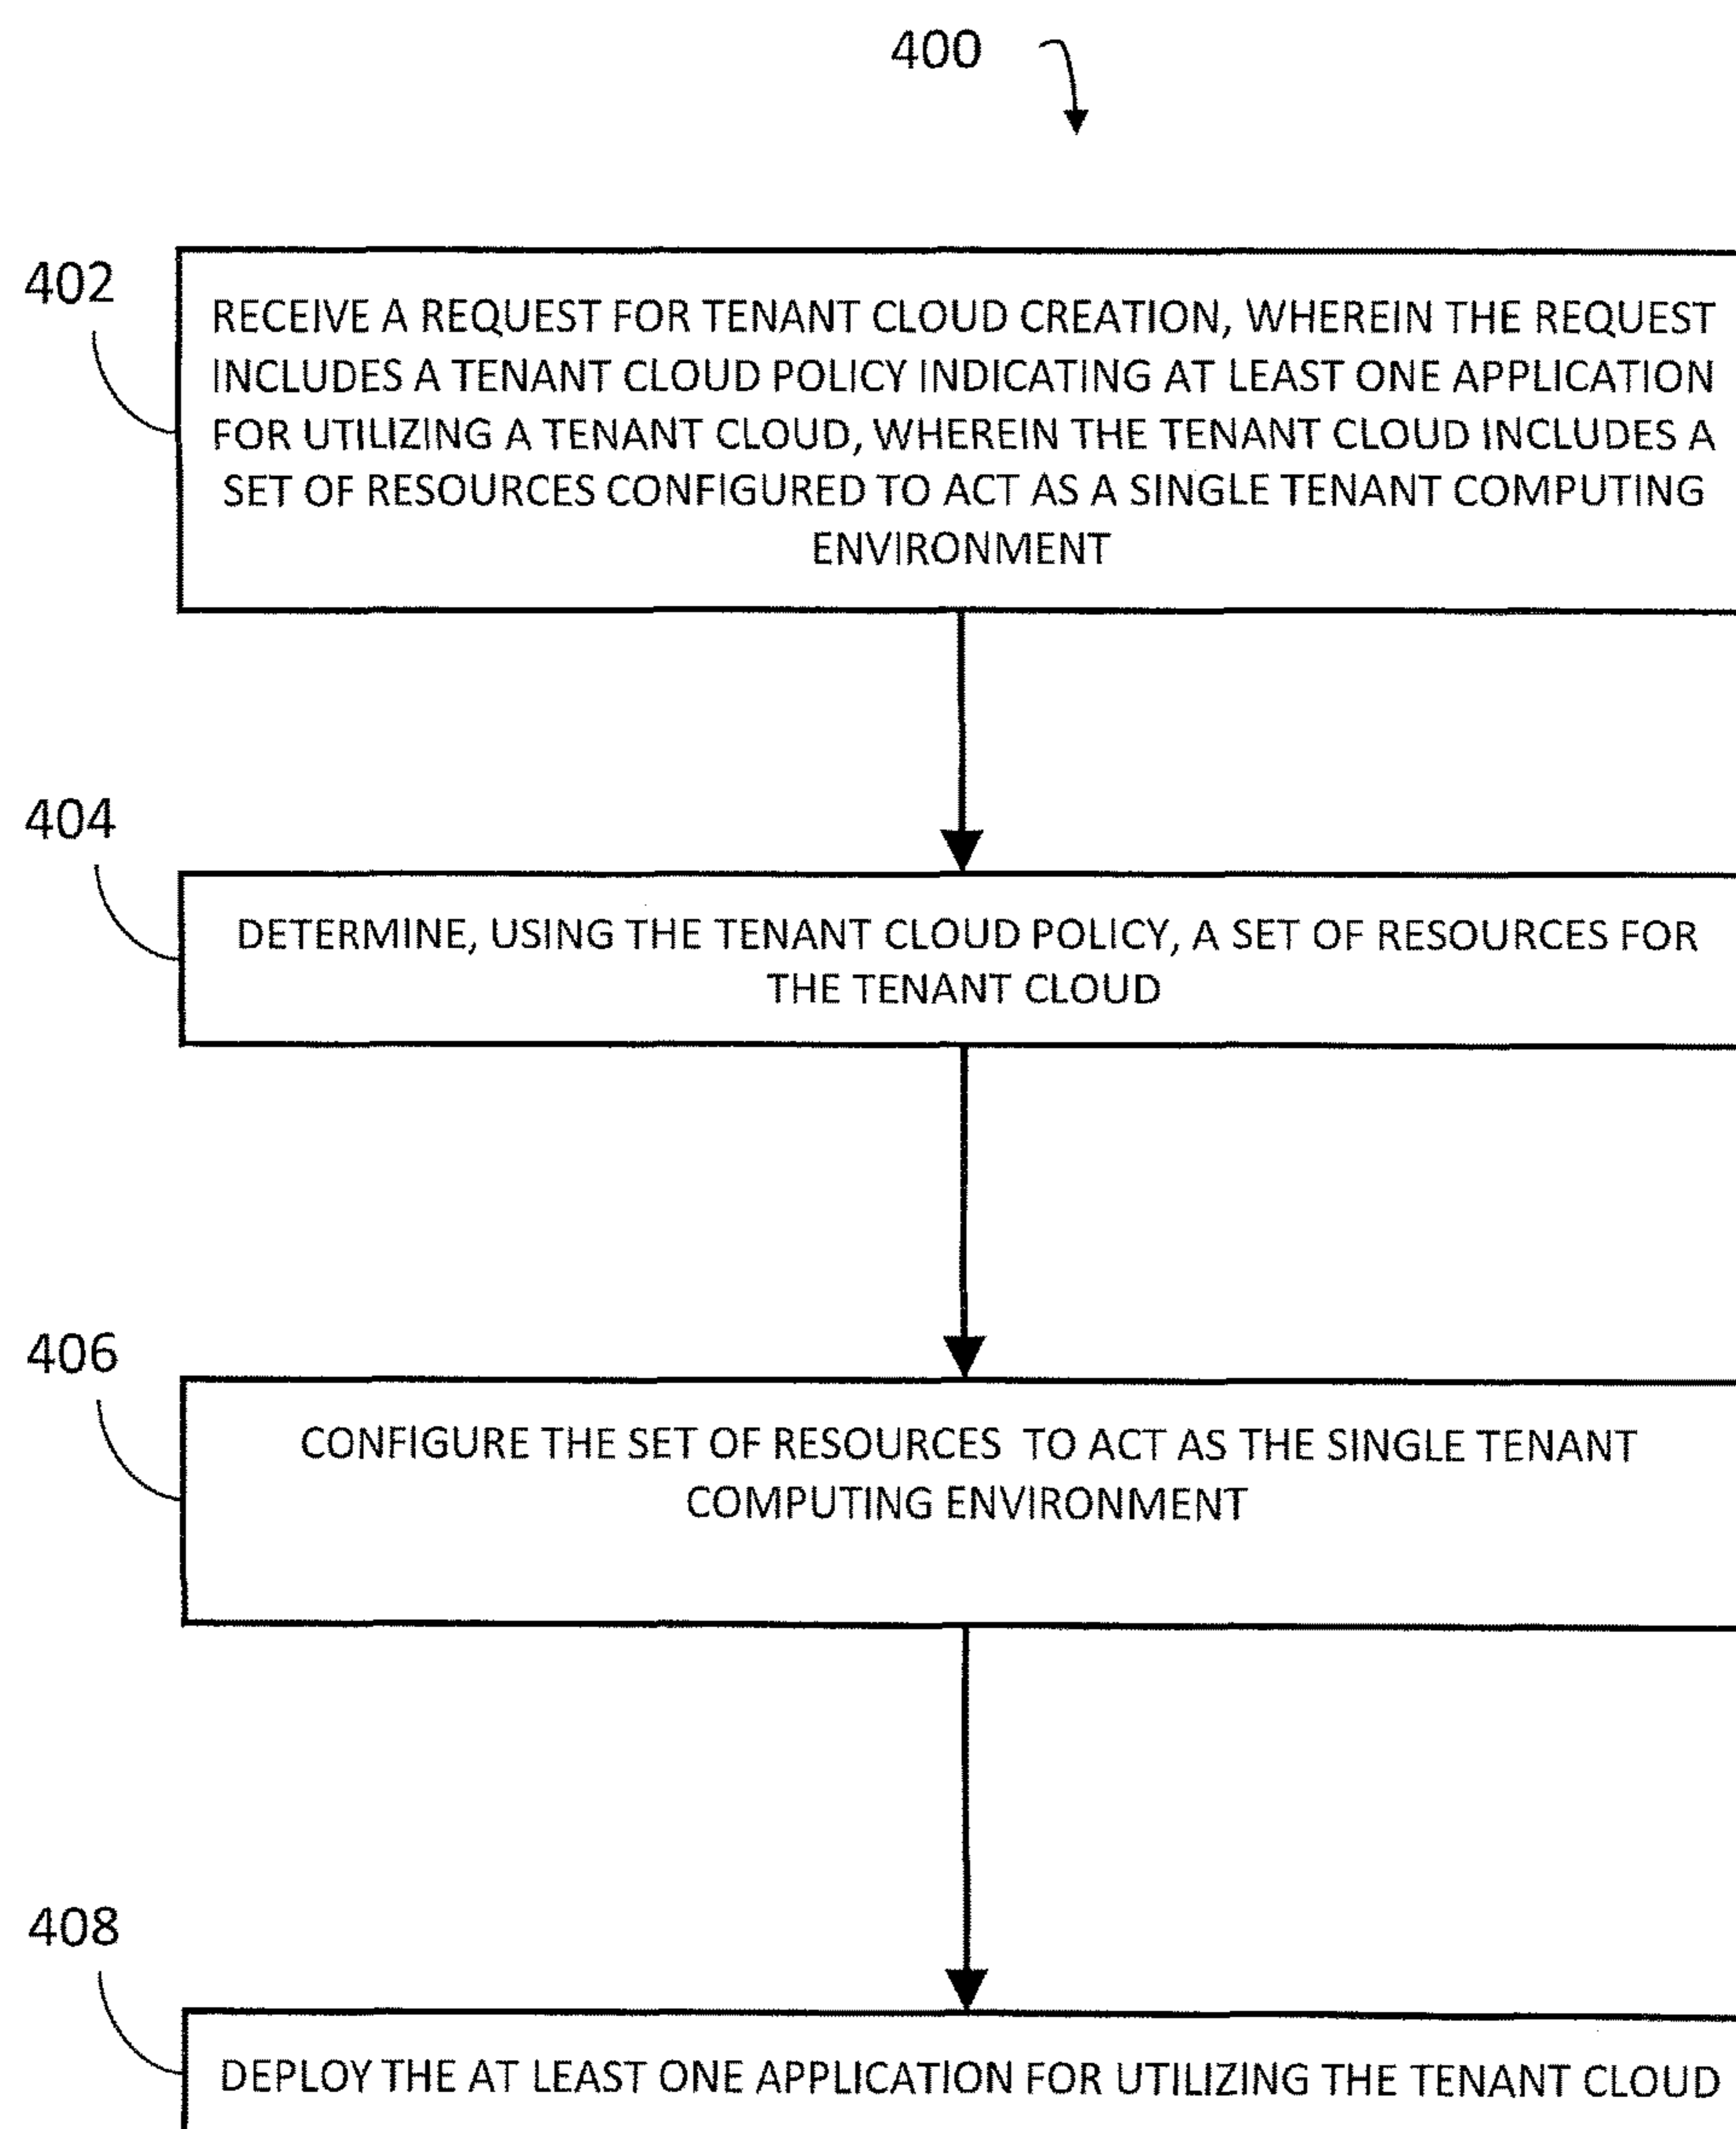 400
402
RECEIVE A REQUEST FOR TENANT CLOUD CREATION, WHEREIN THE REQUEST
INCLUDES A TENANT CLOUD POLICY INDICATING AT LEAST ONE APPLICATION
FOR UTILIZING A TENANT CLOUD, WHEREIN THE TENANT CLOUD INCLUDES A
SET OF RESOURCES CONFIGURED TO ACT AS A SINGLE TENANT COMPUTING
ENVIRONMENT
404
DETERMINE, USING THE TENANT CLOUD POLICY, A SET OF RESOURCES FOR
THE TENANT CLOUD
406
CONFIGURE THE SET OF RESOURCES TO ACT AS THE SINGLE TENANT
COMPUTING ENVIRONMENT
408
DEPLOY THE AT LEAST ONE APPLICATION FOR UTILIZING THE TENANT CLOUD